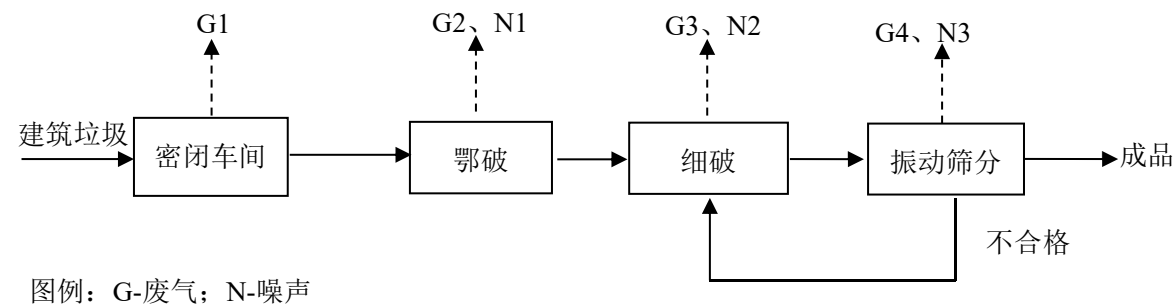 G1
G2、N1
G3、N2
G4、N3
建筑垃圾
密闭车间
鄂破
细破
振动筛分
成品
不合格
图例：G-废气；N-噪声